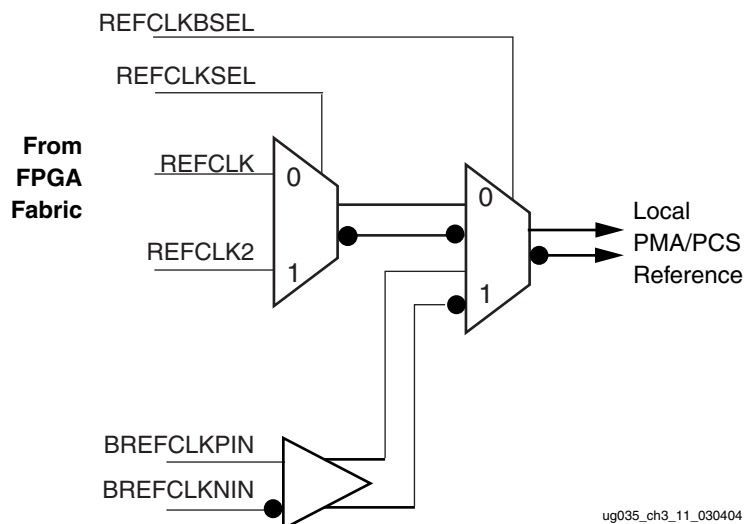 REFCLKBSEL
REFCLKSEL
From
FPGA
Fabric
REFCLK
0
REFCLK2
1
0
1
Local
PMA/PCS
Reference
BREFCLKPIN
BREFCLKNIN
ug035_ch3_11_030404